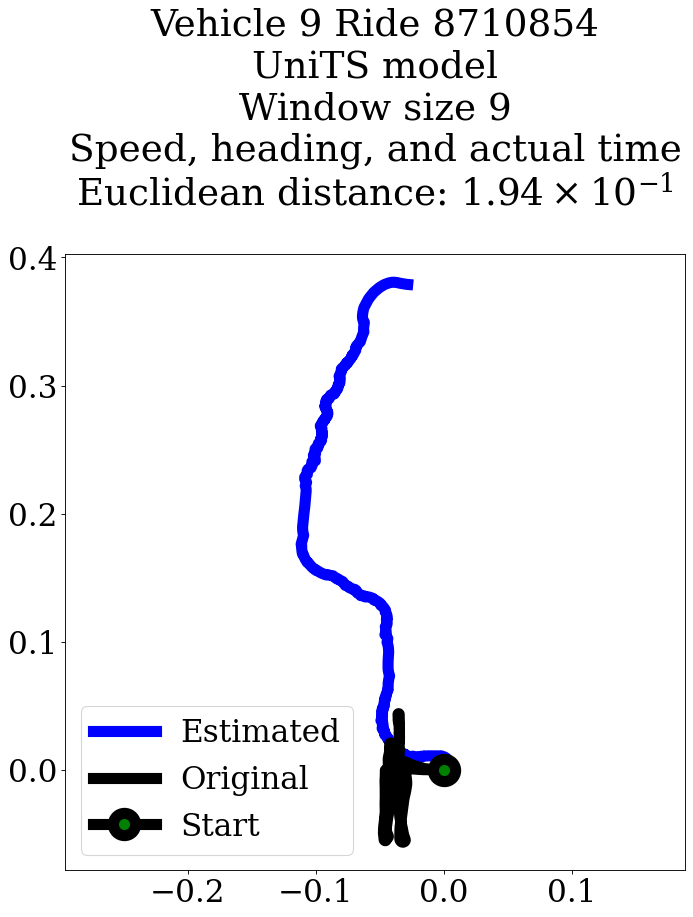 Vehicle 9 Ride 8710854
UniTS model
Window size 9
Speed, heading, and actual time
Euclidean distance: 1.94 × 10⁻¹
0.4
0.3
0.2
0.1
0.0
Estimated
Original
Start
−0.2 −0.1 0.0 0.1